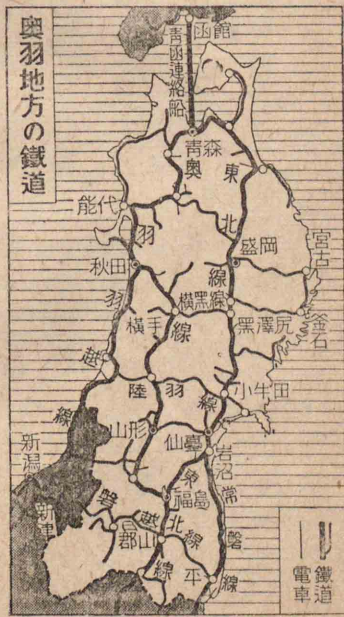 奥羽地方の鐵道
函館
青函連絡船
青森
奥羽線
東北線
能代
秋田
盛岡
宮古
釜石
横黒線
横手
黒澤尻
羽越線
陸羽線
小牛田
山形
仙臺
岩沼
新潟
新津
福島
東北線
常磐線
磐越線
郡山
平
鐵道
電車